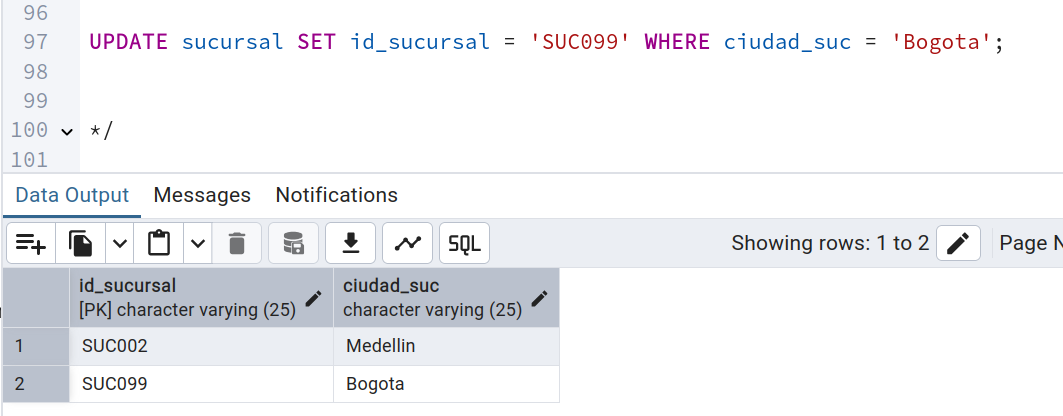 96
97 UPDATE sucursal SET id_sucursal = 'SUC099' WHERE ciudad_suc = 'Bogota';
98
99
100 */
101
Data Output Messages Notifications
SQL Showing rows: 1 to 2 Page N
id_sucursal ciudad_suc
[PK] character varying (25) character varying (25)
1 SUC002 Medellin
2 SUC099 Bogota